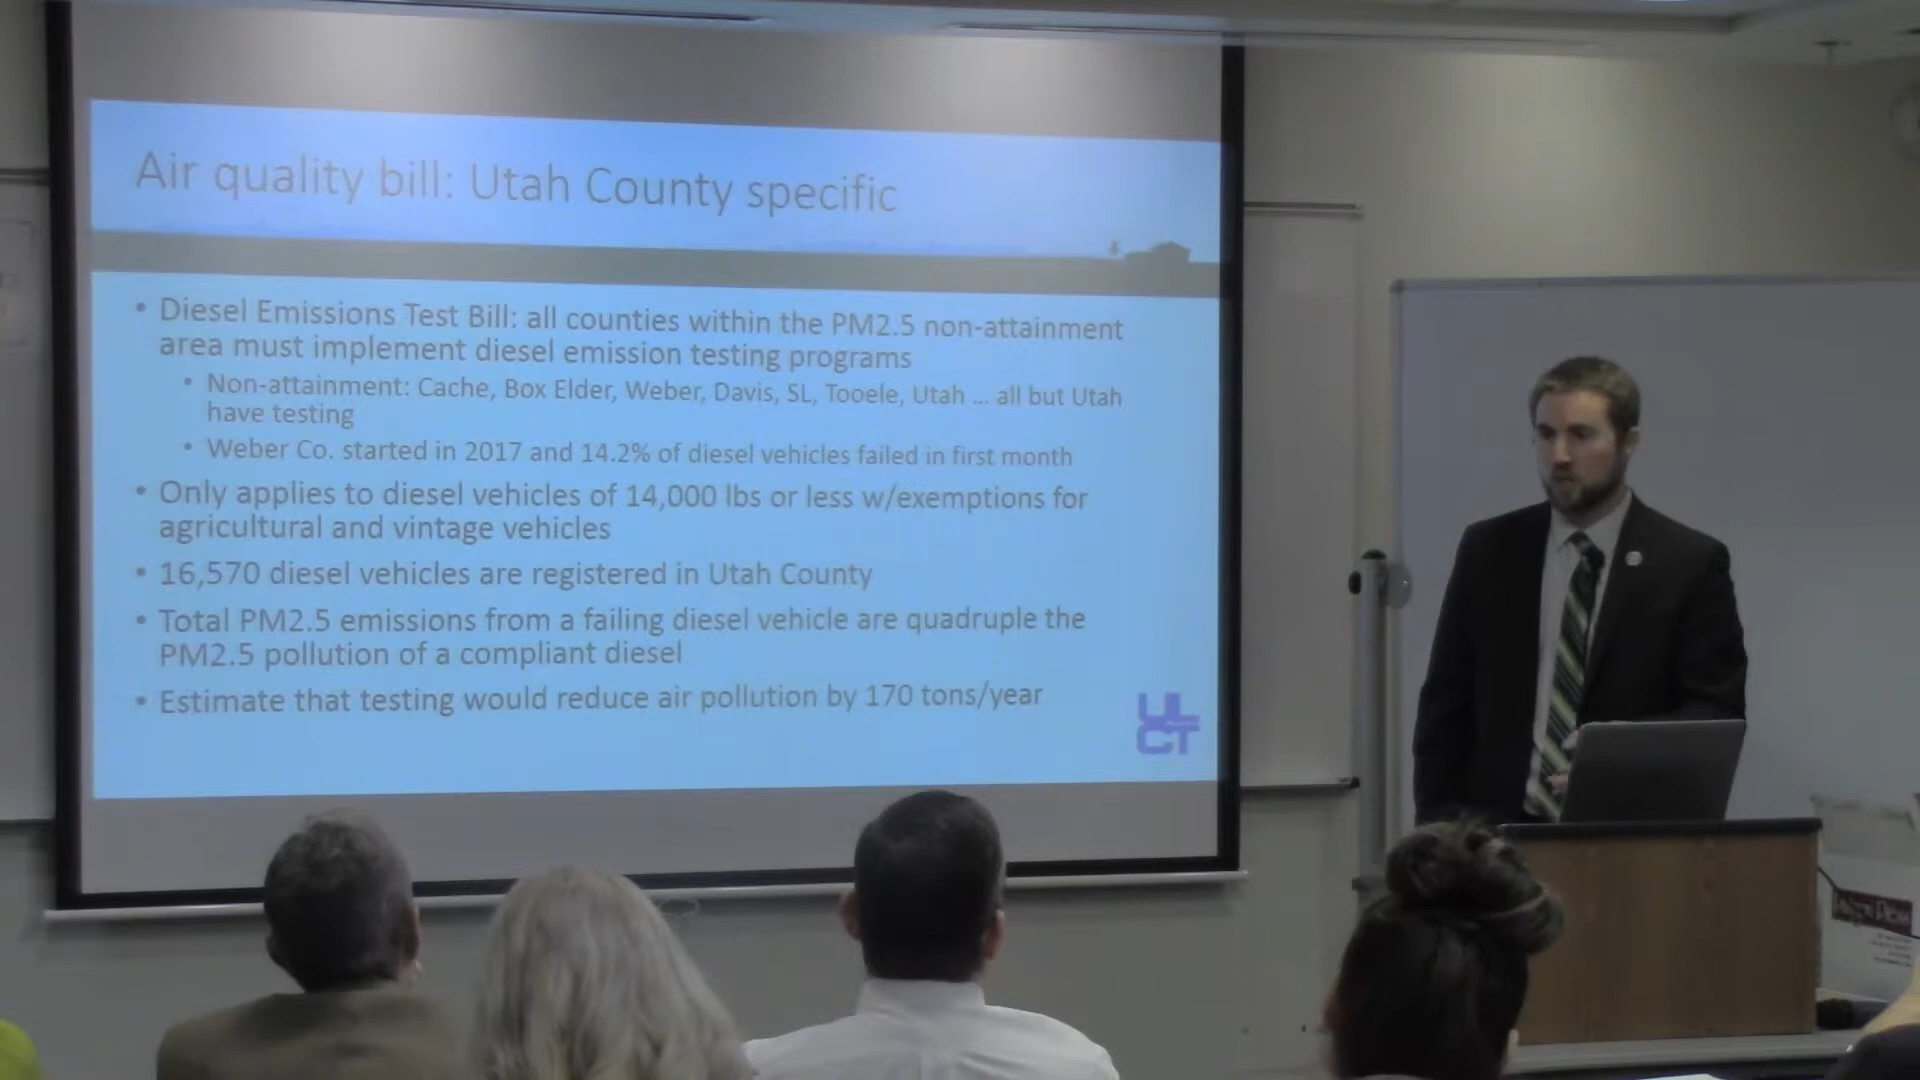 Air quality bill: Utah County specific
• Diesel Emissions Test Bill: all counties within the PM2.5 non-attainment
area must implement diesel emission testing programs
• Non-attainment: Cache, Box Elder, Weber, Davis, SL, Tooele, Utah ... all but Utah
have testing
• Weber Co. started in 2017 and 14.2% of diesel vehicles failed in first month
• Only applies to diesel vehicles of 14,000 lbs or less w/exemptions for
agricultural and vintage vehicles
• 16,570 diesel vehicles are registered in Utah County
• Total PM2.5 emissions from a failing diesel vehicle are quadruple the
PM2.5 pollution of a compliant diesel
• Estimate that testing would reduce air pollution by 170 tons/year
UL
CT